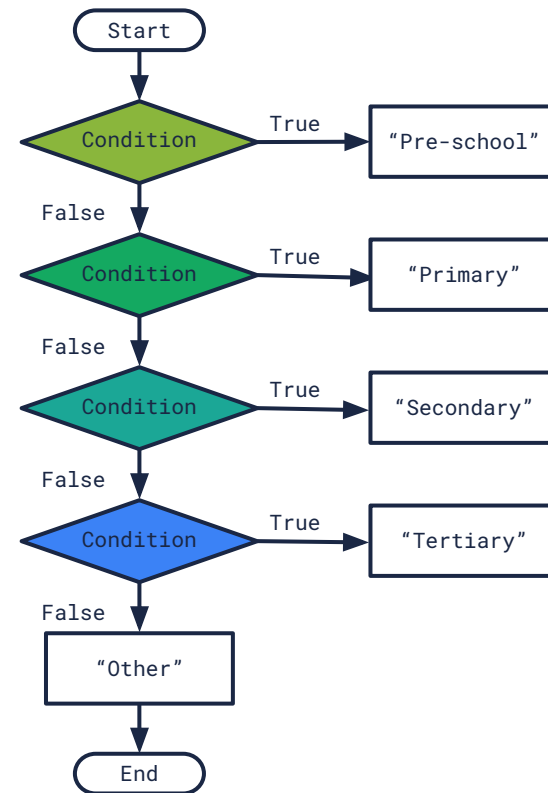 Start
Condition
True
“Pre-school”
False
Condition
True
“Primary”
False
Condition
True
“Secondary”
False
Condition
True
“Tertiary”
False
“Other”
End